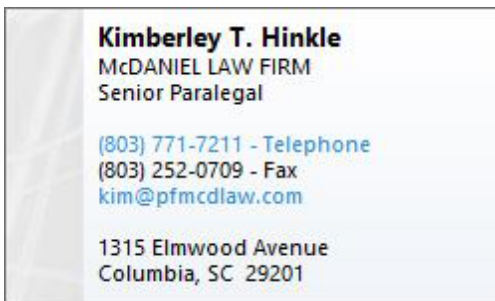 Kimberley T. Hinkle
McDANIEL LAW FIRM
Senior Paralegal
(803) 771-7211 - Telephone
(803) 252-0709 - Fax
kim@pfmcdlaw.com
1315 Elmwood Avenue
Columbia, SC  29201